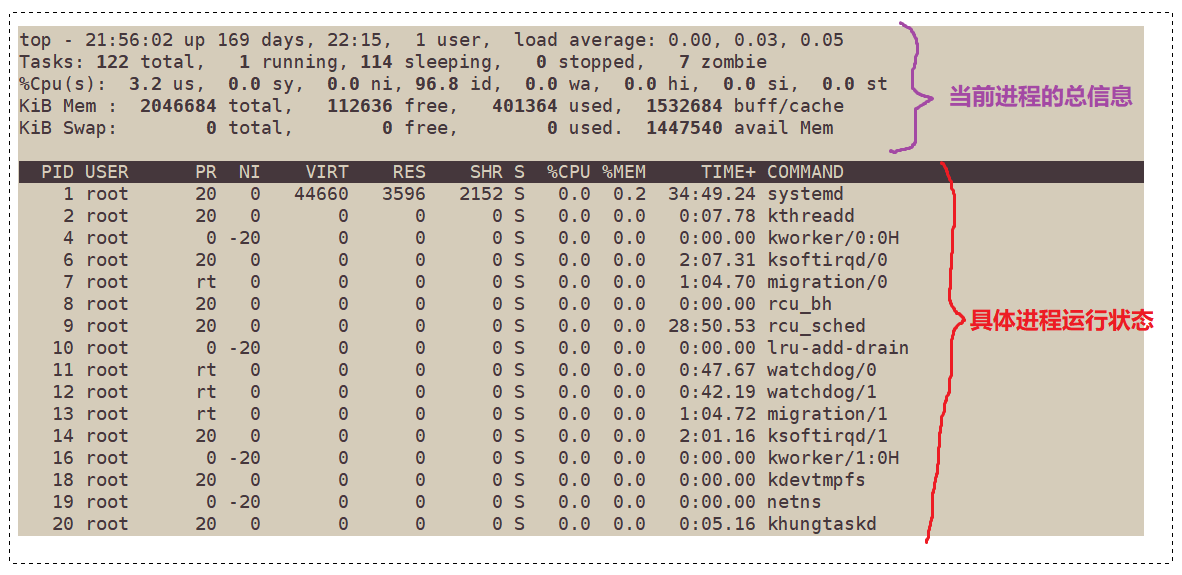 top - 21:56:02 up 169 days, 22:15,  1 user,  load average: 0.00, 0.03, 0.05
Tasks: 122 total,   1 running, 114 sleeping,   0 stopped,   7 zombie
%Cpu(s):  3.2 us,  0.0 sy,  0.0 ni, 96.8 id,  0.0 wa,  0.0 hi,  0.0 si,  0.0 st
KiB Mem :  2046684 total,   112636 free,   401364 used,  1532684 buff/cache
KiB Swap:        0 total,        0 free,        0 used.  1447540 avail Mem
当前进程的总信息
PID USER      PR  NI    VIRT    RES    SHR S  %CPU %MEM     TIME+ COMMAND
1 root      20   0   44660   3596   2152 S   0.0  0.2  34:49.24 systemd
2 root      20   0       0      0      0 S   0.0  0.0   0:07.78 kthreadd
4 root       0 -20       0      0      0 S   0.0  0.0   0:00.00 kworker/0:0H
6 root      20   0       0      0      0 S   0.0  0.0   2:07.31 ksoftirqd/0
7 root      rt   0       0      0      0 S   0.0  0.0   1:04.70 migration/0
8 root      20   0       0      0      0 S   0.0  0.0   0:00.00 rcu_bh
9 root      20   0       0      0      0 S   0.0  0.0  28:50.53 rcu_sched
10 root       0 -20       0      0      0 S   0.0  0.0   0:00.00 lru-add-drain
11 root      rt   0       0      0      0 S   0.0  0.0   0:47.67 watchdog/0
12 root      rt   0       0      0      0 S   0.0  0.0   0:42.19 watchdog/1
13 root      rt   0       0      0      0 S   0.0  0.0   1:04.72 migration/1
14 root      20   0       0      0      0 S   0.0  0.0   2:01.16 ksoftirqd/1
16 root       0 -20       0      0      0 S   0.0  0.0   0:00.00 kworker/1:0H
18 root      20   0       0      0      0 S   0.0  0.0   0:00.00 kdevtmpfs
19 root       0 -20       0      0      0 S   0.0  0.0   0:00.00 netns
20 root      20   0       0      0      0 S   0.0  0.0   0:05.16 khungtaskd
具体进程运行状态